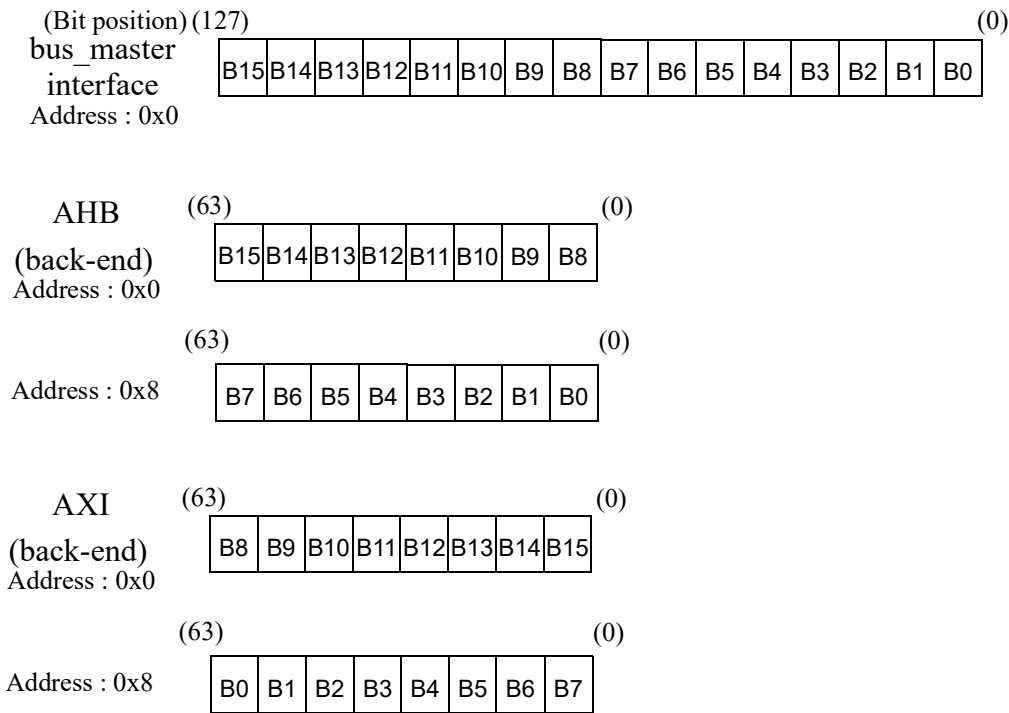 (Bit position) (127) (0)
bus_master
interface
Address : 0x0
B15 B14 B13 B12 B11 B10 B9 B8 B7 B6 B5 B4 B3 B2 B1 B0
AHB
(back-end)
Address : 0x0
(63) (0)
B15 B14 B13 B12 B11 B10 B9 B8
(63) (0)
Address : 0x8
B7 B6 B5 B4 B3 B2 B1 B0
AXI
(back-end)
Address : 0x0
(63) (0)
B8 B9 B10 B11 B12 B13 B14 B15
(63) (0)
Address : 0x8
B0 B1 B2 B3 B4 B5 B6 B7